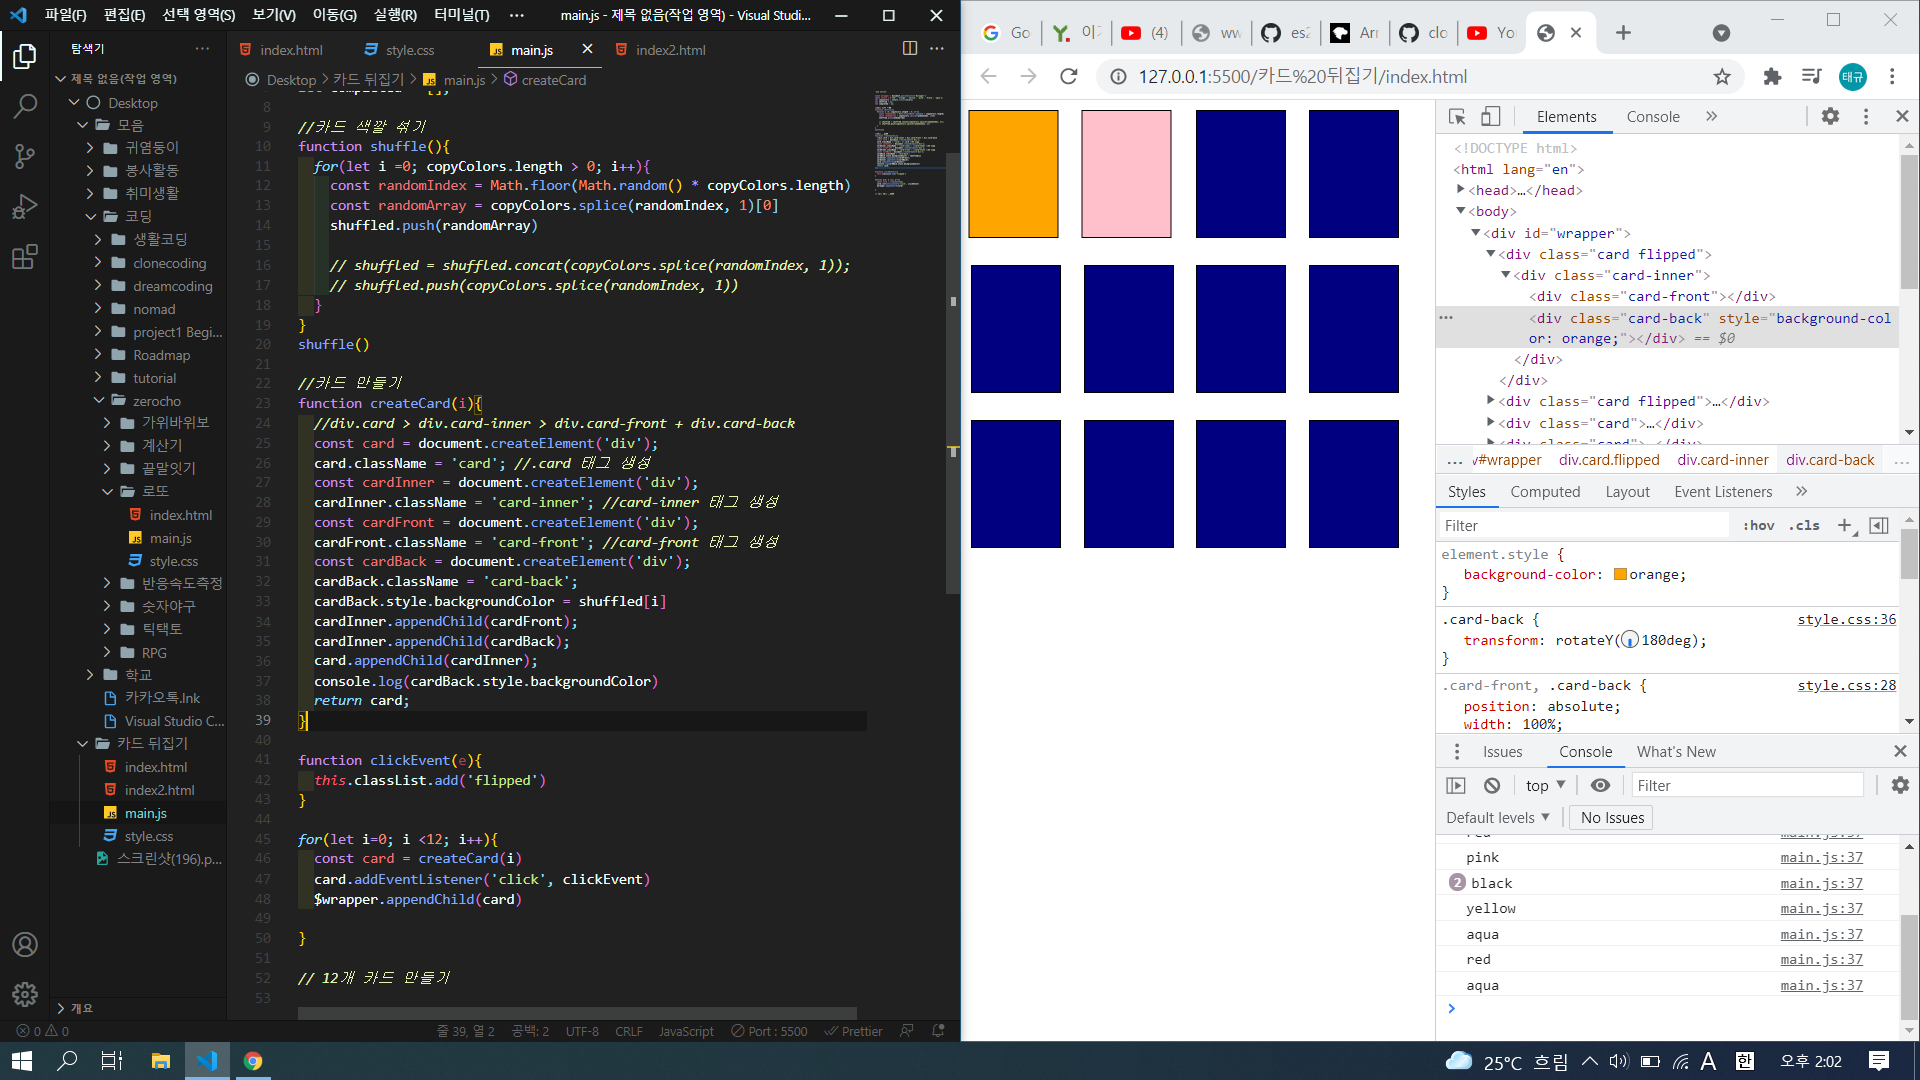 파일(F) 편집(E) 선택 영역(S) 보기(V) 이동(G) 실행(R) 터미널(T) ··· main.js - 제목 없음(작업 영역) - Visual Studi...
탐색기
제목 없음(작업 영역)
Desktop
모음
귀염둥이
봉사활동
취미생활
코딩
생활코딩
clonecoding
dreamcoding
nomad
project1 Begi...
Roadmap
tutorial
zerocho
가위바위보
계산기
끝말잇기
로또
index.html
main.js
style.css
반응속도측정
숫자야구
틱택토
RPG
학교
카카오톡.lnk
Visual Studio C...
카드 뒤집기
index.html
index2.html
main.js
style.css
스크린샷(196).p...
개요
index.html style.css main.js index2.html
Desktop > 카드 뒤집기 > main.js > createCard
8
9 //카드 색깔 섞기
10 function shuffle(){
11 for(let i =0; copyColors.length > 0; i++){
12 const randomIndex = Math.floor(Math.random() * copyColors.length)
13 const randomArray = copyColors.splice(randomIndex, 1)[0]
14 shuffled.push(randomArray)
15
16 // shuffled = shuffled.concat(copyColors.splice(randomIndex, 1));
17 // shuffled.push(copyColors.splice(randomIndex, 1))
18 }
19 }
20 shuffle()
21
22 //카드 만들기
23 function createCard(i){
24 //div.card > div.card-inner > div.card-front + div.card-back
25 const card = document.createElement('div');
26 card.className = 'card'; //.card 태그 생성
27 const cardInner = document.createElement('div');
28 cardInner.className = 'card-inner'; //card-inner 태그 생성
29 const cardFront = document.createElement('div');
30 cardFront.className = 'card-front'; //card-front 태그 생성
31 const cardBack = document.createElement('div');
32 cardBack.className = 'card-back';
33 cardBack.style.backgroundColor = shuffled[i]
34 cardInner.appendChild(cardFront);
35 cardInner.appendChild(cardBack);
36 card.appendChild(cardInner);
37 console.log(cardBack.style.backgroundColor)
38 return card;
39 }
40
41 function clickEvent(e){
42 this.classList.add('flipped')
43 }
44
45 for(let i=0; i <12; i++){
46 const card = createCard(i)
47 card.addEventListener('click', clickEvent)
48 $wrapper.appendChild(card)
49
50 }
51
52 // 12개 카드 만들기
53
0 0 줄 39, 열 2 공백: 2 UTF-8 CRLF JavaScript Port : 5500 Prettier
Go (4) ww es2 Arr clo Yo
127.0.0.1:5500/카드%20뒤집기/index.html 태규
Elements Console »
<!DOCTYPE html>
<html lang="en">
<head>…</head>
<body>
<div id="wrapper">
<div class="card flipped">
<div class="card-inner">
<div class="card-front"></div>
<div class="card-back" style="background-col
or: orange;"></div> == $0
</div>
</div>
<div class="card flipped">…</div>
<div class="card">…</div>
<div class="card">…</div>
... v#wrapper div.card.flipped div.card-inner div.card-back ...
Styles Computed Layout Event Listeners »
Filter :hov .cls +
element.style {
background-color: orange;
}
.card-back { style.css:36
transform: rotateY(180deg);
}
.card-front, .card-back { style.css:28
position: absolute;
width: 100%;
Issues Console What's New
top Filter
Default levels No Issues
red main.js:37
pink main.js:37
2 black main.js:37
yellow main.js:37
aqua main.js:37
red main.js:37
aqua main.js:37
>
25°C 흐림 A 한 오후 2:02